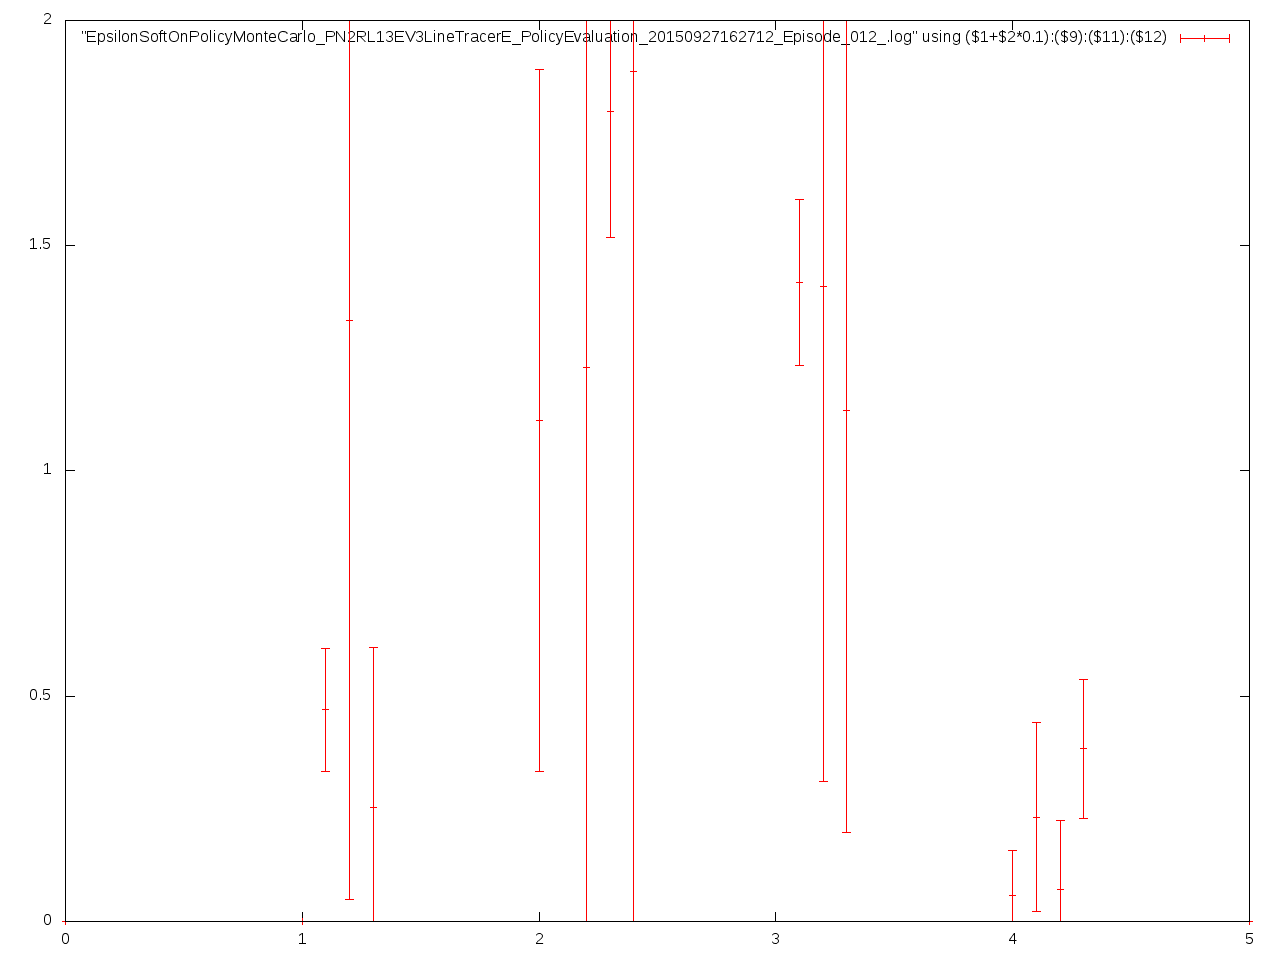 2
"EpsilonSoftOnPolicyMonteCarlo_PN2RL13EV3LineTracerE_PolicyEvaluation_20150927162712_Episode_012_.log" using ($1+$2*0.1):($9):($11):($12)
1.5
1
0.5
0
0 1 2 3 4 5